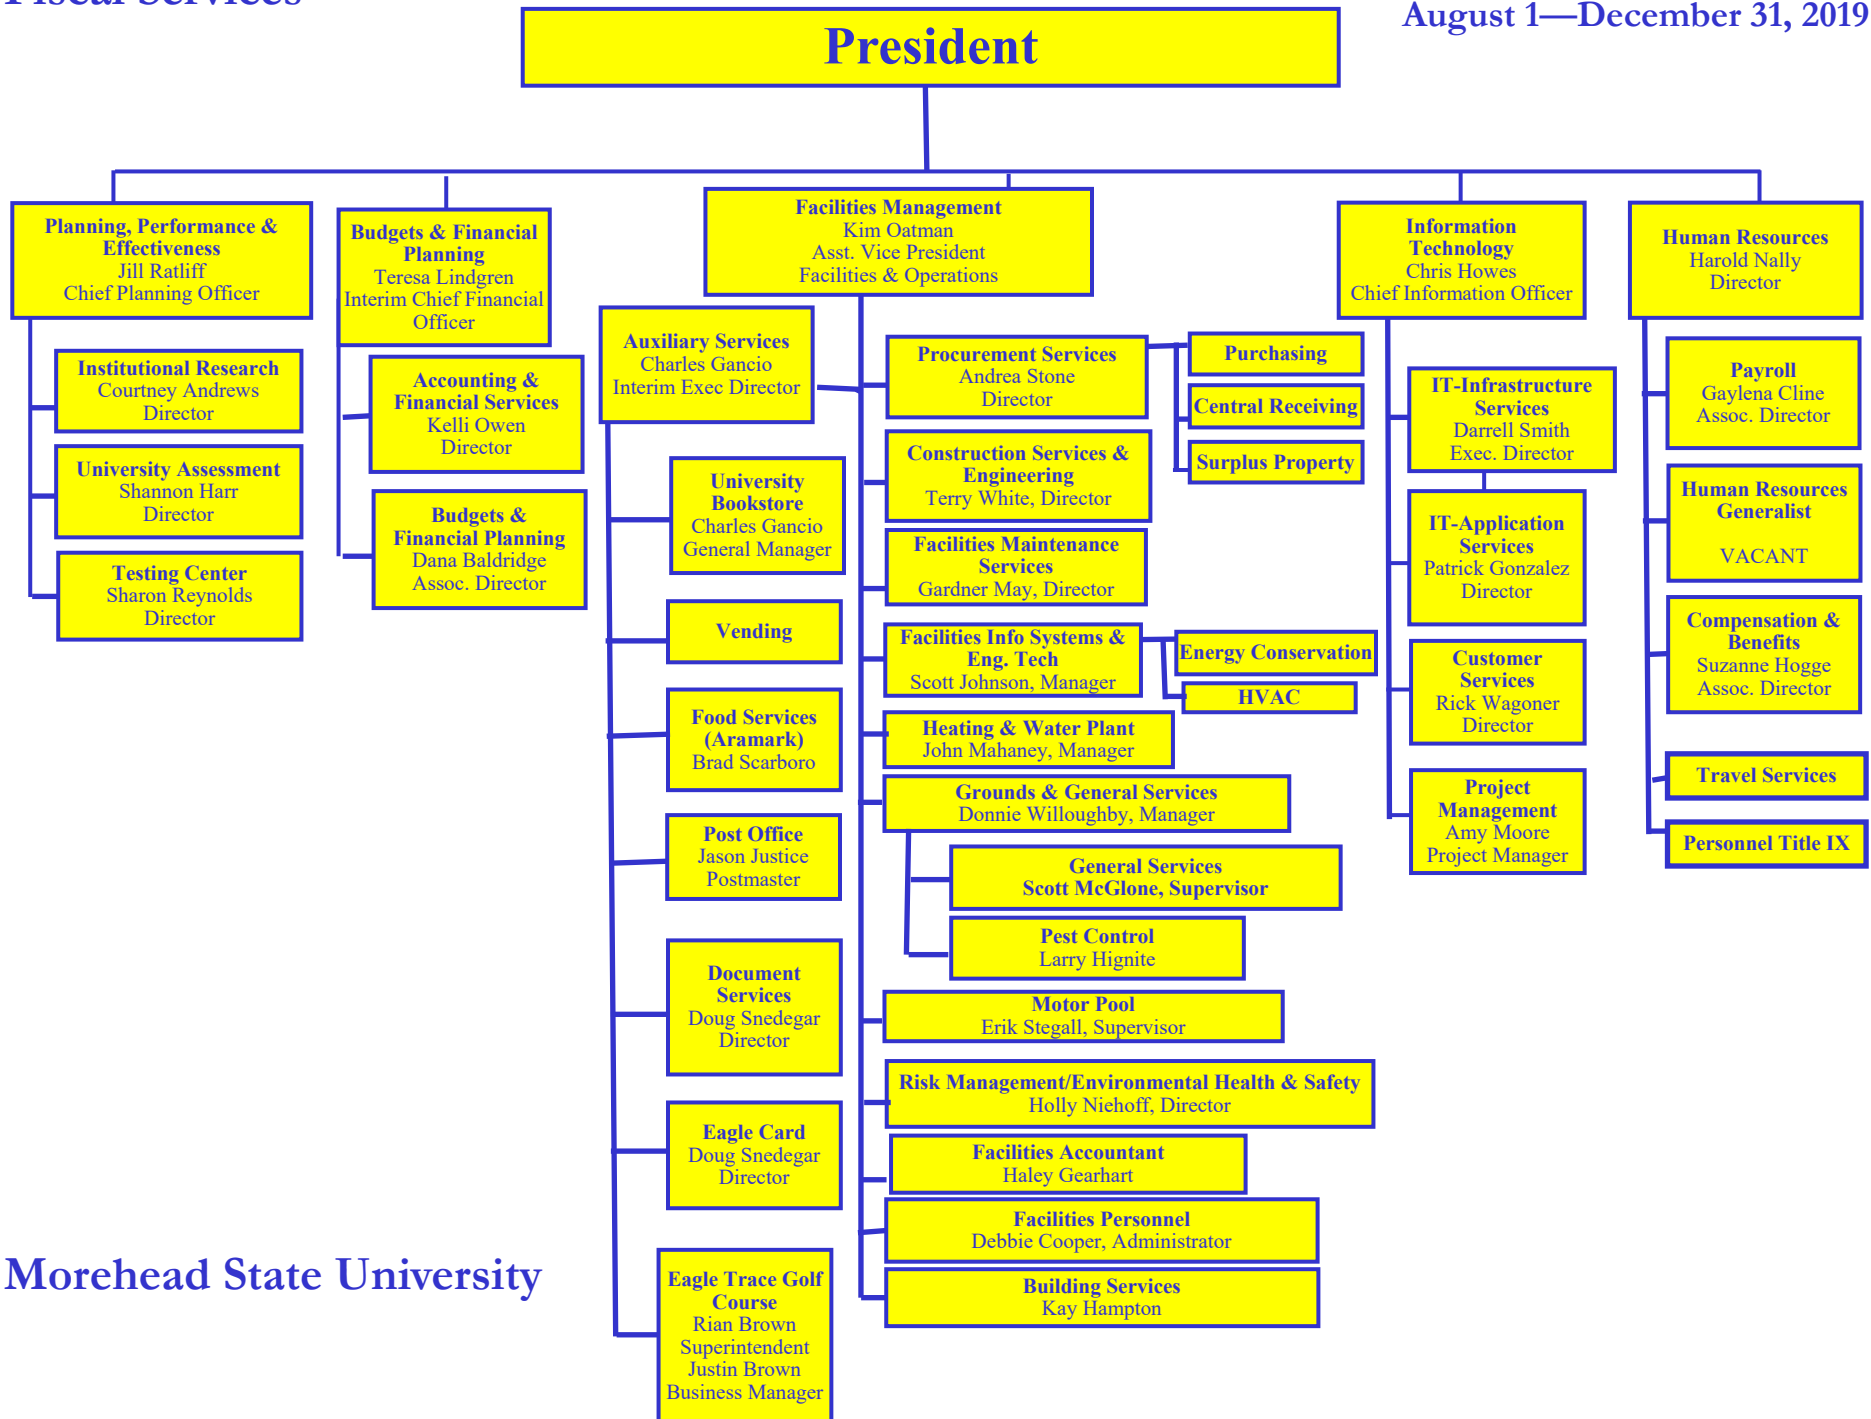 Fiscal Services
August 1—December 31, 2019
President
Planning, Performance &
Effectiveness
Jill Ratliff
Chief Planning Officer
Institutional Research
Courtney Andrews
Director
University Assessment
Shannon Harr
Director
Testing Center
Sharon Reynolds
Director
Budgets & Financial
Planning
Teresa Lindgren
Interim Chief Financial
Officer
Accounting &
Financial Services
Kelli Owen
Director
Budgets &
Financial Planning
Dana Baldridge
Assoc. Director
Facilities Management
Kim Oatman
Asst. Vice President
Facilities & Operations
Auxiliary Services
Charles Gancio
Interim Exec Director
University
Bookstore
Charles Gancio
General Manager
Vending
Food Services
(Aramark)
Brad Scarboro
Post Office
Jason Justice
Postmaster
Document
Services
Doug Snedegar
Director
Eagle Card
Doug Snedegar
Director
Eagle Trace Golf
Course
Rian Brown
Superintendent
Justin Brown
Business Manager
Procurement Services
Andrea Stone
Director
Purchasing
Central Receiving
Surplus Property
Construction Services &
Engineering
Terry White, Director
Facilities Maintenance
Services
Gardner May, Director
Facilities Info Systems &
Eng. Tech
Scott Johnson, Manager
Energy Conservation
HVAC
Heating & Water Plant
John Mahaney, Manager
Grounds & General Services
Donnie Willoughby, Manager
General Services
Scott McGlone, Supervisor
Pest Control
Larry Hignite
Motor Pool
Erik Stegall, Supervisor
Risk Management/Environmental Health & Safety
Holly Niehoff, Director
Facilities Accountant
Haley Gearhart
Facilities Personnel
Debbie Cooper, Administrator
Building Services
Kay Hampton
Information
Technology
Chris Howes
Chief Information Officer
IT-Infrastructure
Services
Darrell Smith
Exec. Director
IT-Application
Services
Patrick Gonzalez
Director
Customer
Services
Rick Wagoner
Director
Project
Management
Amy Moore
Project Manager
Human Resources
Harold Nally
Director
Payroll
Gaylena Cline
Assoc. Director
Human Resources
Generalist
VACANT
Compensation &
Benefits
Suzanne Hogge
Assoc. Director
Travel Services
Personnel Title IX
Morehead State University